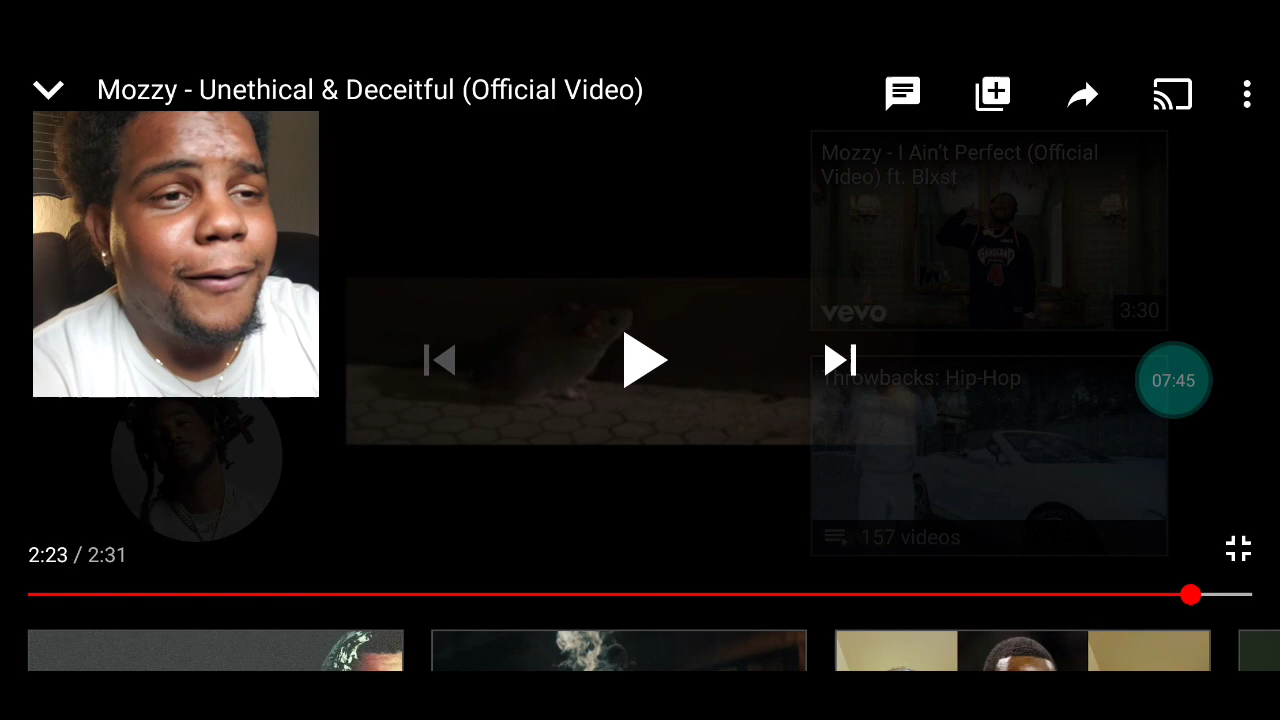 Mozzy - Unethical & Deceitful (Official Video)
Mozzy - I Ain't Perfect (Official
Video) ft. Blxst
4
vevo
3:30
Throwbacks: Hip-Hop
07:45
157 videos
2:23 / 2:31